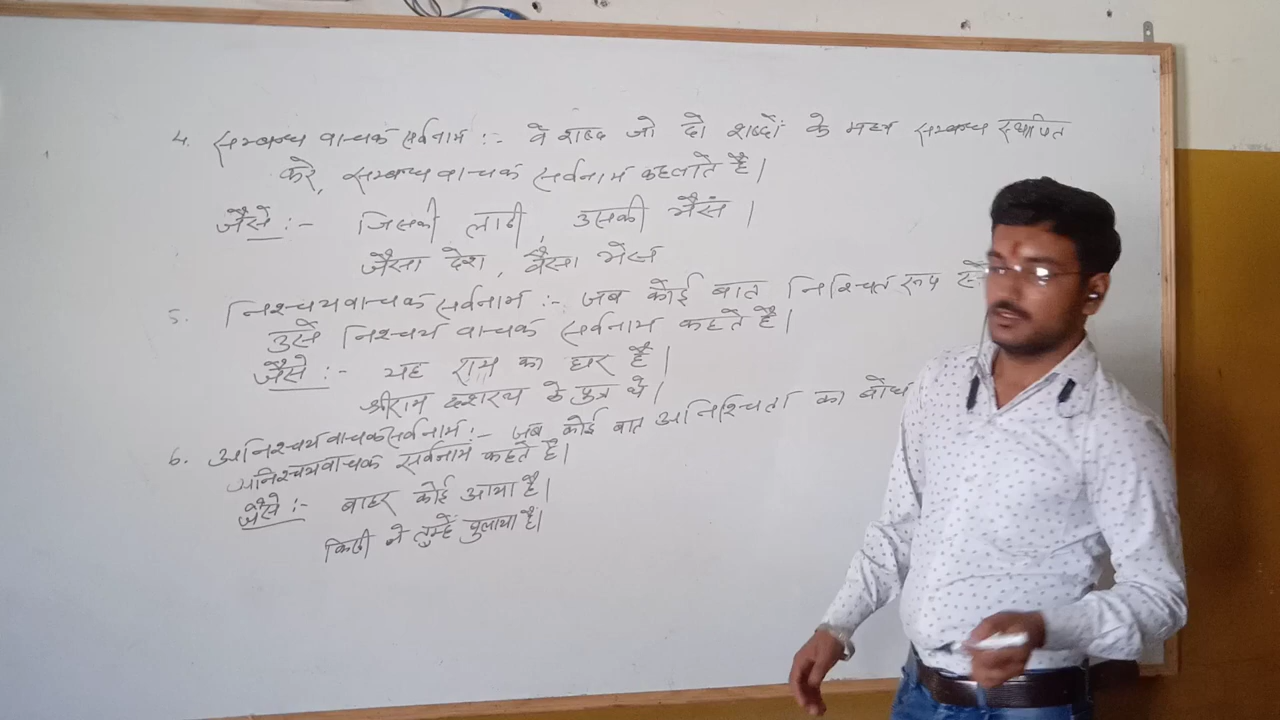 4. सम्बन्ध वाचक सर्वनाम :- वे शब्द जो दो शब्दों के मध्य सम्बन्ध स्थापित
करे, सम्बन्ध वाचक सर्वनाम कहलाते है।
जैसे :- जिसकी लाठी, उसकी भैसं।
जैसा देश, वैसा भेर्स
5. निश्चयवाचक सर्वनाम :- जब कोई बात निश्चित रूप से
उसे निश्चय वाचक सर्वनाम कहते है।
जैसे :- यह राम का घर है।
श्रीराम दशरथ के पुत्र थे।
6. अनिश्चयवाचक सर्वनाम :- जब कोई बात अनिश्चितता का बोध
अनिश्चयवाचक सर्वनाम कहते है।
जैसे :- बाहर कोई आया है।
किसी ने तुम्हें बुलाया है।